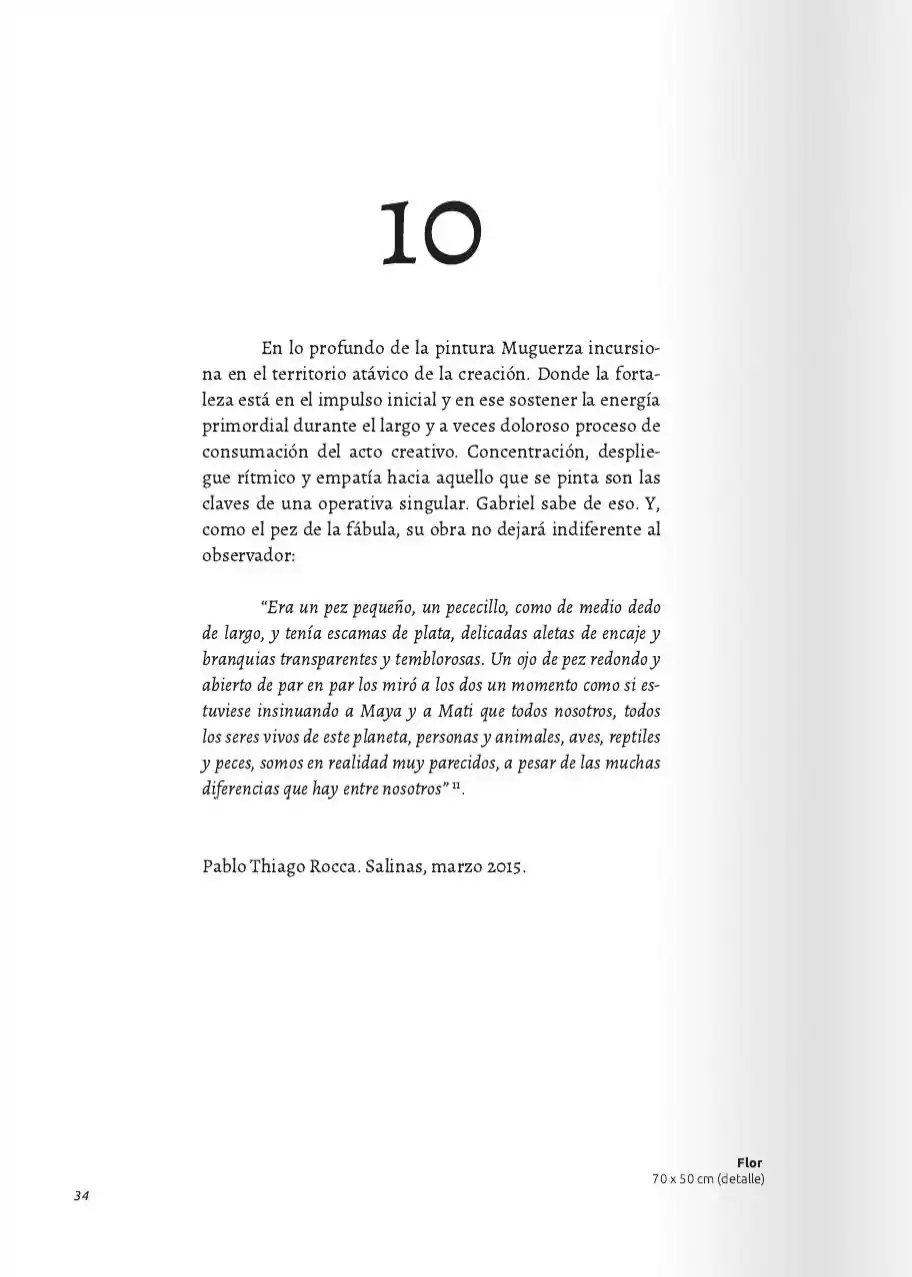 10
En lo profundo de la pintura Muguerza incursio-
na en el territorio atávico de la creación. Donde la forta-
leza está en el impulso inicial y en ese sostener la energía
primordial durante el largo y a veces doloroso proceso de
consumación del acto creativo. Concentración, desplie-
gue rítmico y empatía hacia aquello que se pinta son las
claves de una operativa singular. Gabriel sabe de eso. Y,
como el pez de la fábula, su obra no dejará indiferente al
observador:
“Era un pez pequeño, un pececillo, como de medio dedo
de largo, y tenía escamas de plata, delicadas aletas de encaje y
branquias transparentes y temblorosas. Un ojo de pez redondo y
abierto de par en par los miró a los dos un momento como si es-
tuviese insinuando a Maya y a Mati que todos nosotros, todos
los seres vivos de este planeta, personas y animales, aves, reptiles
y peces, somos en realidad muy parecidos, a pesar de las muchas
diferencias que hay entre nosotros” 11.
Pablo Thiago Rocca. Salinas, marzo 2015.
Flor
70 x 50 cm (detalle)
34